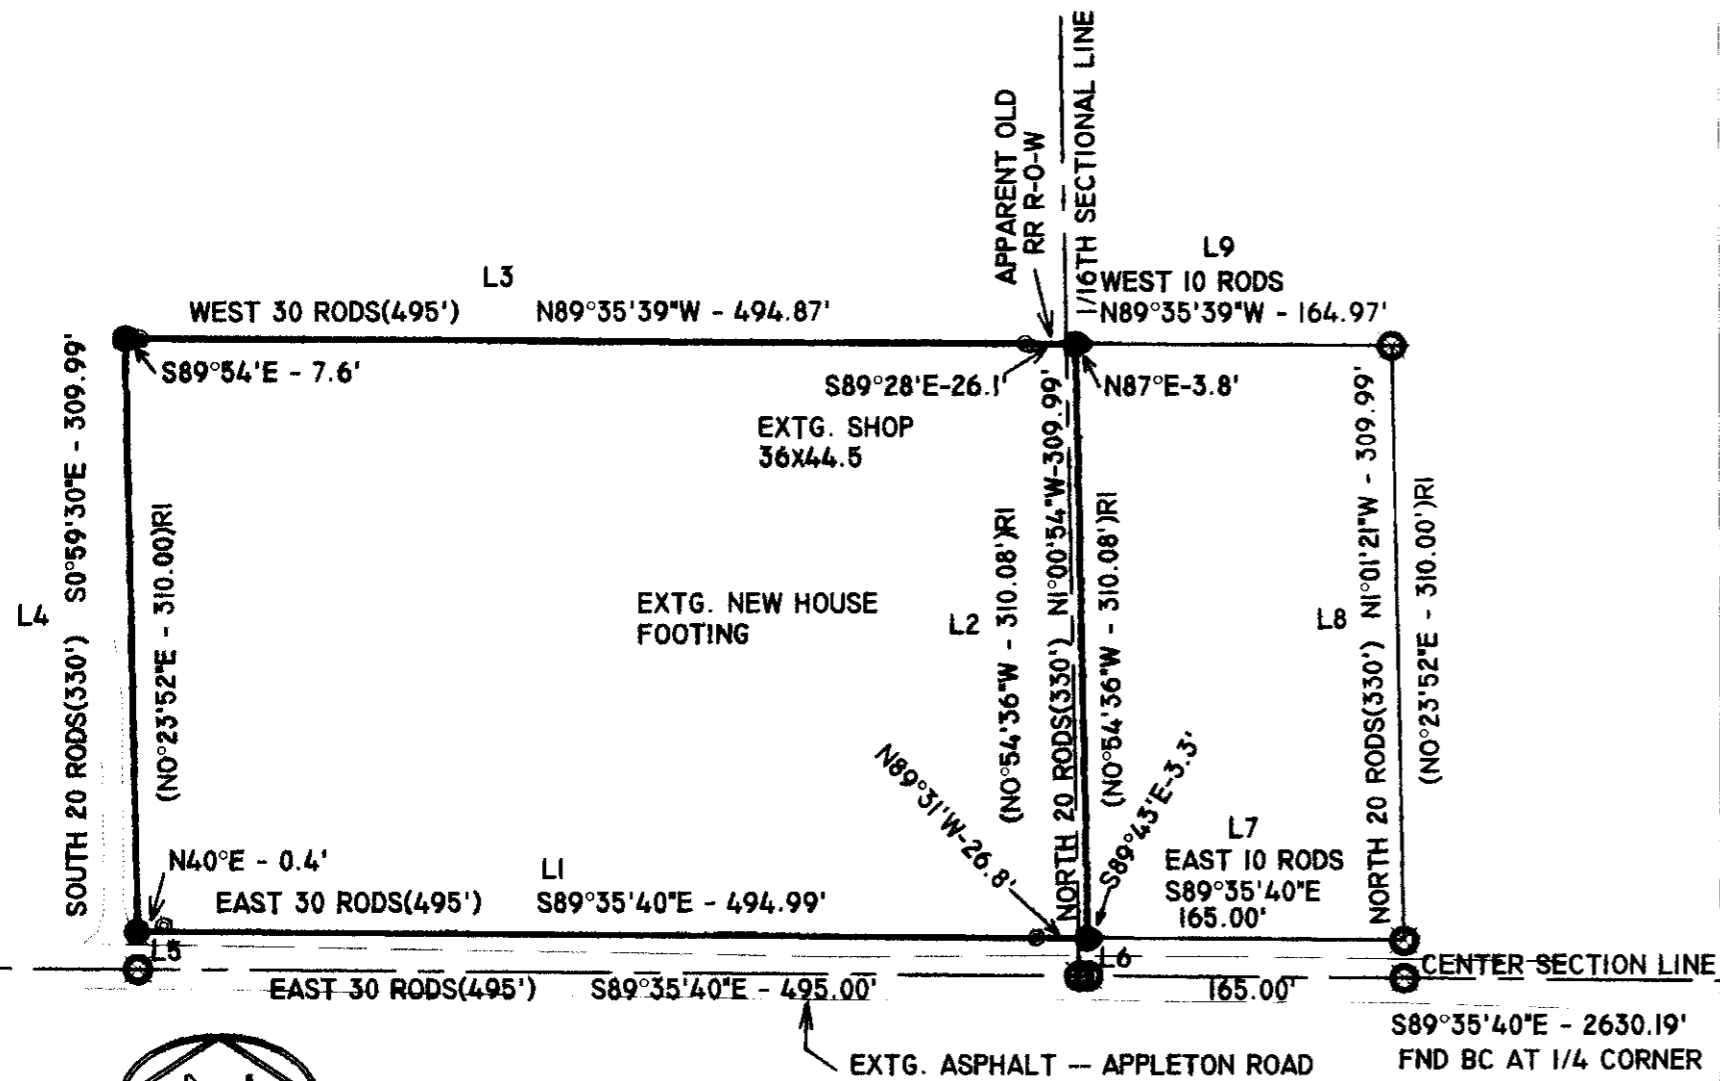 1/16TH SECTIONAL LINE
APPARENT OLD
RR R-O-W
L9
WEST 10 RODS
N89°35'39"W - 164.97'
L3
WEST 30 RODS(495') N89°35'39"W - 494.87'
S89°54'E - 7.6'
S89°28'E-26.1'
N87°E-3.8'
EXTG. SHOP
36X44.5
L4
SOUTH 20 RODS(330') S0°59'30"E - 309.99'
(N0°23'52"E - 310.00)R1
EXTG. NEW HOUSE
FOOTING
L2
(N0°54'36"W - 310.08')R1
NORTH 20 RODS(330') N1°00'54"W-309.99'
(N0°54'36"W - 310.08')R1
L8
NORTH 20 RODS(330') N1°01'21"W - 309.99'
(N0°23'52"E - 310.00')R1
N89°31'W-26.8'
S89°43'E-3.3'
L7
EAST 10 RODS
S89°35'40"E
165.00'
N40°E - 0.4'
L1
EAST 30 RODS(495') S89°35'40"E - 494.99'
L5
L6
CENTER SECTION LINE
EAST 30 RODS(495') S89°35'40"E - 495.00'
165.00'
S89°35'40"E - 2630.19'
FND BC AT 1/4 CORNER
EXTG. ASPHALT -- APPLETON ROAD